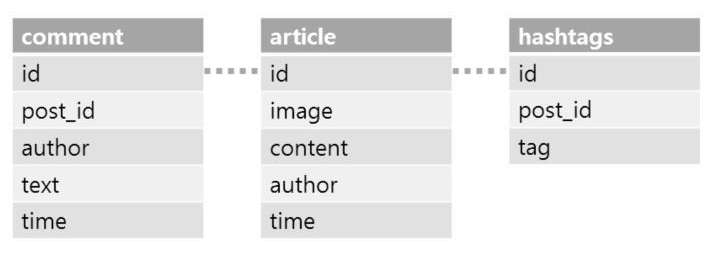 comment
id
post_id
author
text
time
article
id
image
content
author
time
hashtags
id
post_id
tag